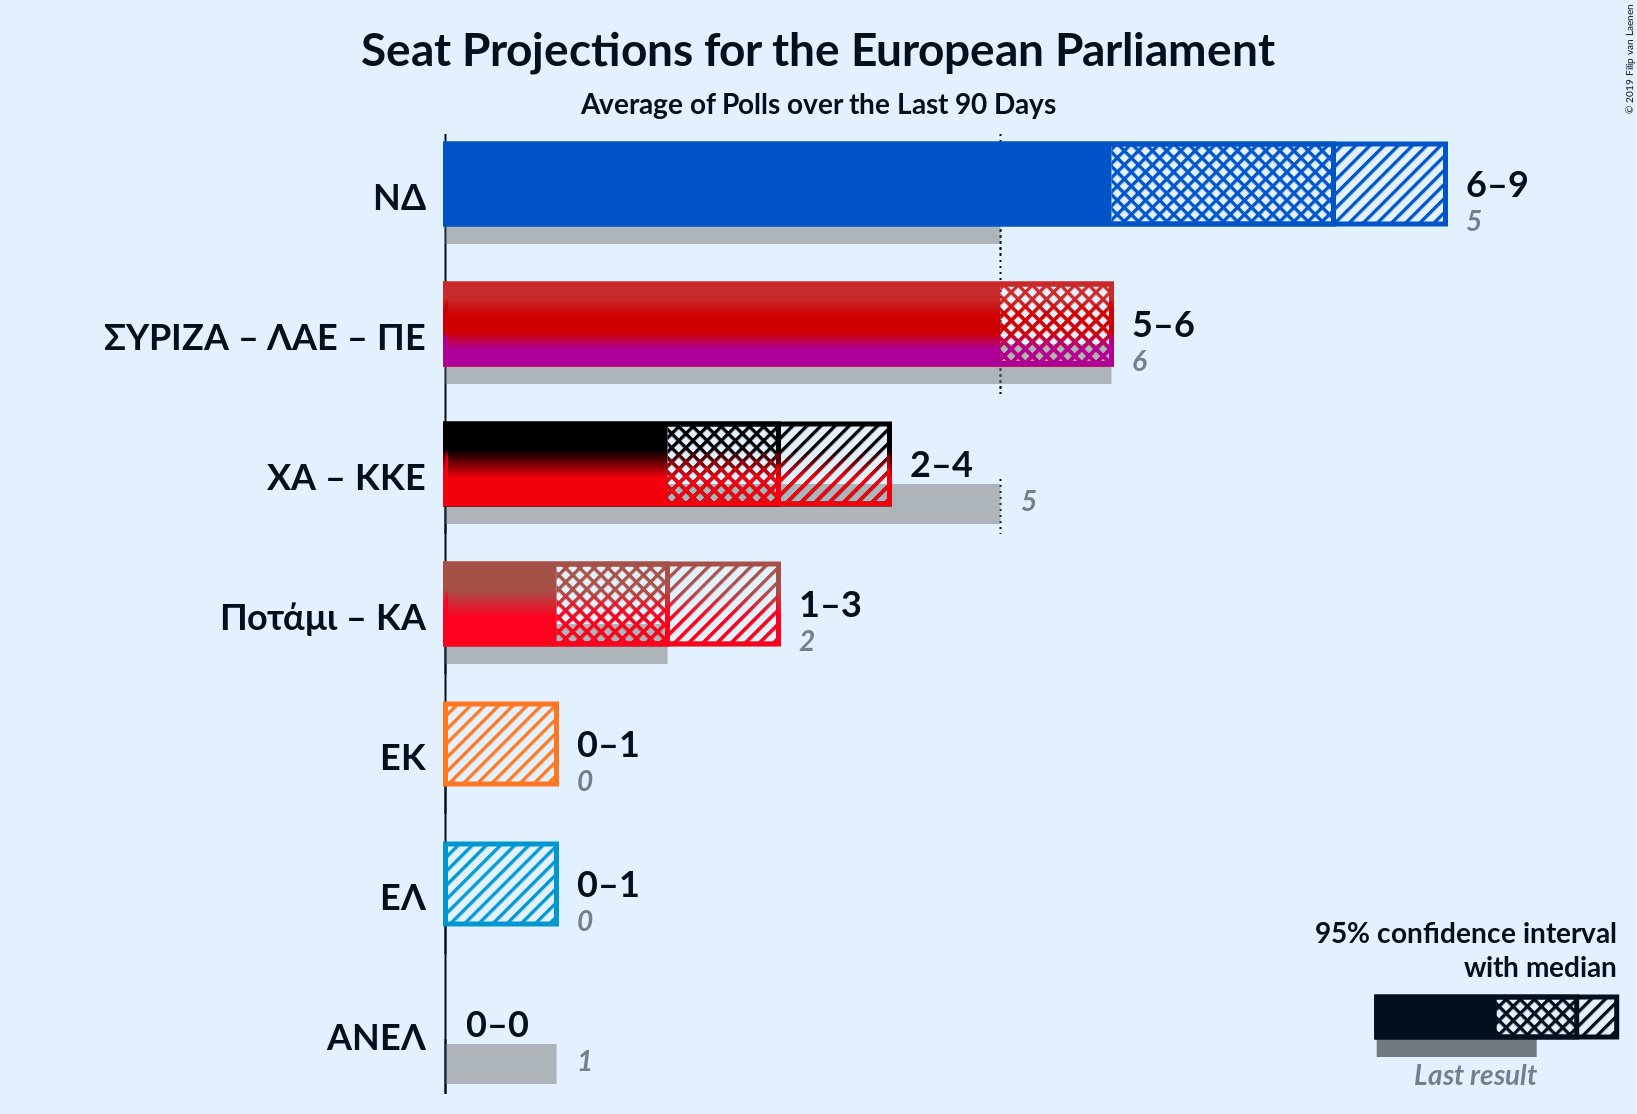 Seat Projections for the European Parliament
Average of Polls over the Last 90 Days
© 2019 Filip van Laenen
ΝΔ
6–9
5
ΣΥΡΙΖΑ – ΛΑΕ – ΠΕ
5–6
6
ΧΑ – ΚΚΕ
2–4
5
Ποτάμι – ΚΑ
1–3
2
ΕΚ
0–1
0
ΕΛ
0–1
0
ΑΝΕΛ
0–0
1
95% confidence interval
with median
Last result